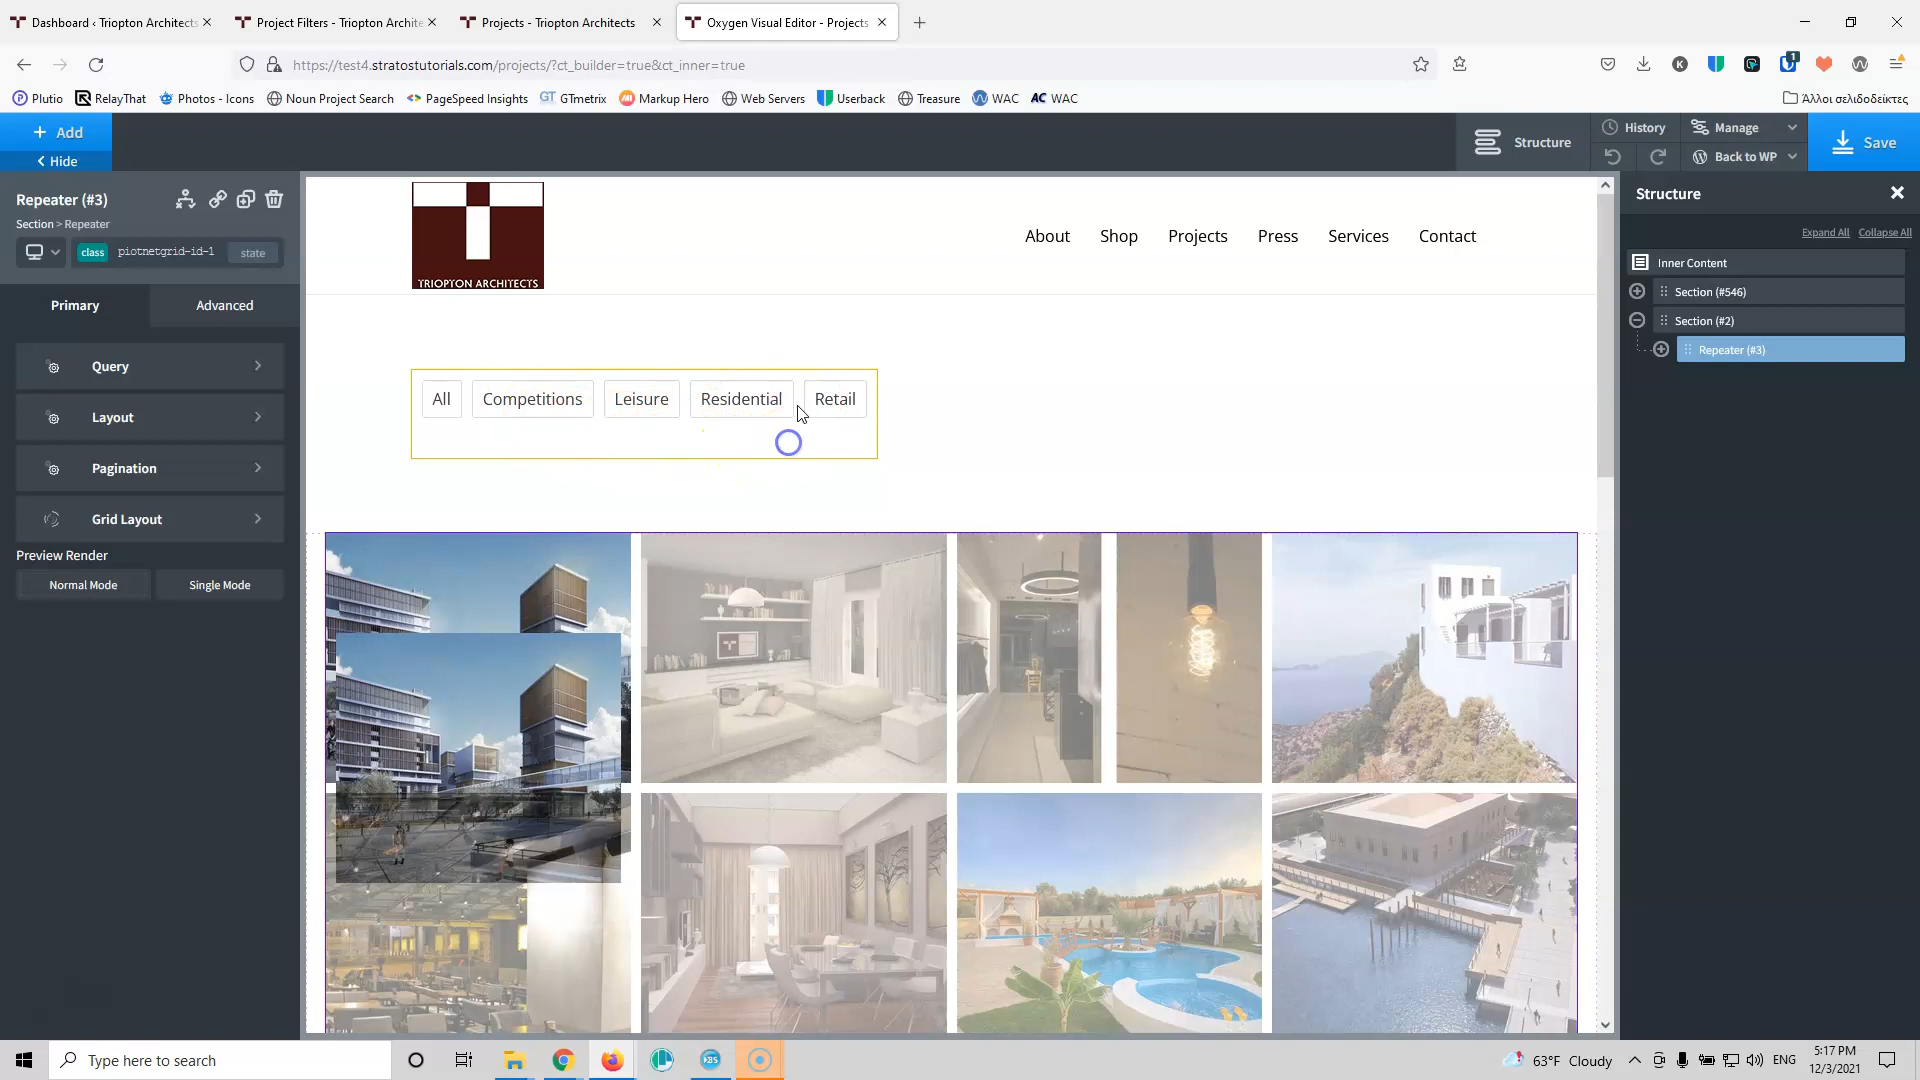 Dashboard ‹ Triopton Architects
Project Filters - Triopton Archite
Projects - Triopton Architects
Oxygen Visual Editor - Projects
https://test4.stratostutorials.com/projects/?ct_builder=true&ct_inner=true
Plutio
RelayThat
Photos - Icons
Noun Project Search
PageSpeed Insights
GT GTmetrix
Markup Hero
Web Servers
Userback
Treasure
WAC
AC WAC
Άλλοι σελιδοδείκτες
+ Add
Hide
Structure
History
Manage
Back to WP
Save
Repeater (#3)
Section > Repeater
class piotnetgrid-id-1 state
Primary
Advanced
Query
Layout
Pagination
Grid Layout
Preview Render
Normal Mode
Single Mode
TRIOPTON ARCHITECTS
About
Shop
Projects
Press
Services
Contact
All
Competitions
Leisure
Residential
Retail
Structure
Expand All Collapse All
Inner Content
Section (#546)
Section (#2)
Repeater (#3)
Type here to search
63°F Cloudy
ENG
5:17 PM
12/3/2021